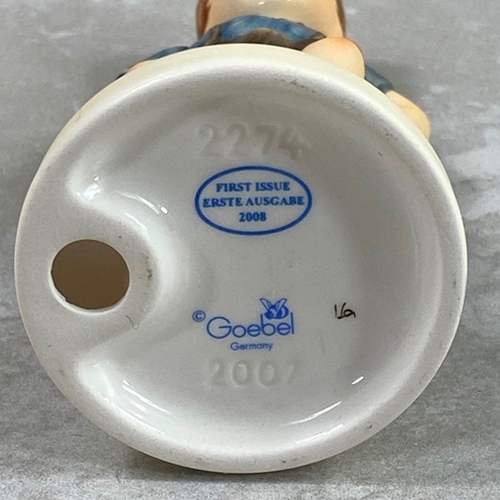 2274
FIRST ISSUE
ERSTE AUSGABE
2008
© Goebel
Germany
2007